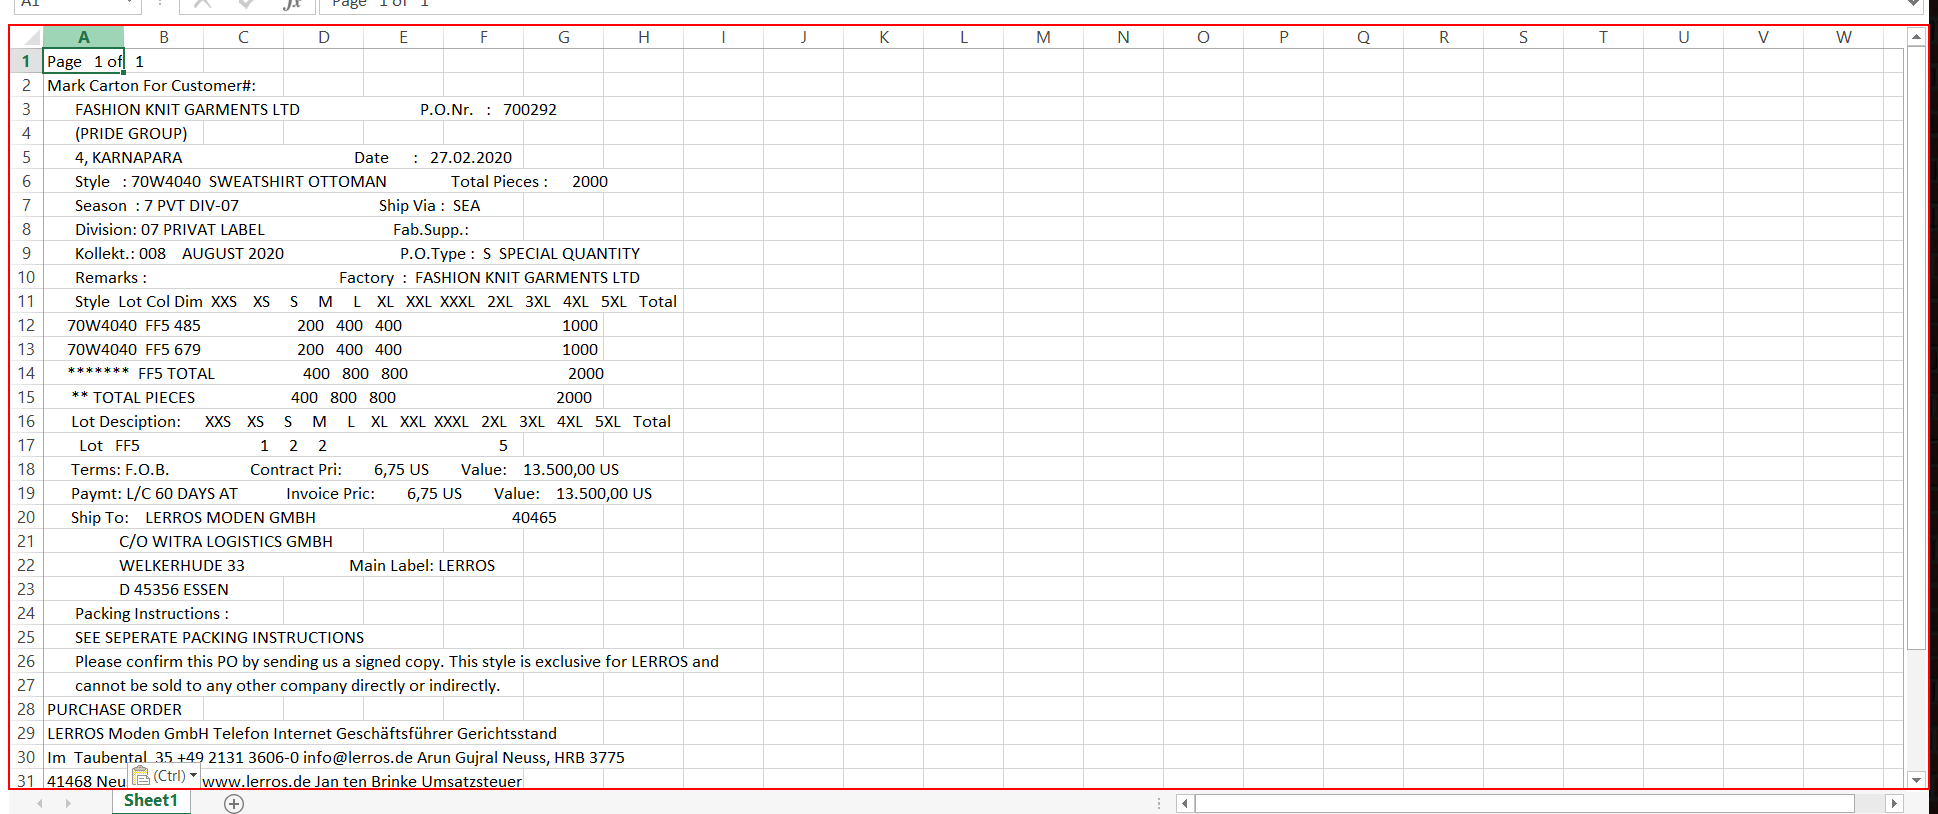 A1 fx Page 1 of 1
A B C D E F G H I J K L M N O P Q R S T U V W
1 Page 1 of 1
2 Mark Carton For Customer#:
3 FASHION KNIT GARMENTS LTD P.O.Nr. : 700292
4 (PRIDE GROUP)
5 4, KARNAPARA Date : 27.02.2020
6 Style : 70W4040 SWEATSHIRT OTTOMAN Total Pieces : 2000
7 Season : 7 PVT DIV-07 Ship Via : SEA
8 Division: 07 PRIVAT LABEL Fab.Supp.:
9 Kollekt.: 008 AUGUST 2020 P.O.Type : S SPECIAL QUANTITY
10 Remarks : Factory : FASHION KNIT GARMENTS LTD
11 Style Lot Col Dim XXS XS S M L XL XXL XXXL 2XL 3XL 4XL 5XL Total
12 70W4040 FF5 485 200 400 400 1000
13 70W4040 FF5 679 200 400 400 1000
14 ******* FF5 TOTAL 400 800 800 2000
15 ** TOTAL PIECES 400 800 800 2000
16 Lot Desciption: XXS XS S M L XL XXL XXXL 2XL 3XL 4XL 5XL Total
17 Lot FF5 1 2 2 5
18 Terms: F.O.B. Contract Pri: 6,75 US Value: 13.500,00 US
19 Paymt: L/C 60 DAYS AT Invoice Pric: 6,75 US Value: 13.500,00 US
20 Ship To: LERROS MODEN GMBH 40465
21 C/O WITRA LOGISTICS GMBH
22 WELKERHUDE 33 Main Label: LERROS
23 D 45356 ESSEN
24 Packing Instructions :
25 SEE SEPERATE PACKING INSTRUCTIONS
26 Please confirm this PO by sending us a signed copy. This style is exclusive for LERROS and
27 cannot be sold to any other company directly or indirectly.
28 PURCHASE ORDER
29 LERROS Moden GmbH Telefon Internet Geschäftsführer Gerichtsstand
30 Im Taubental 35 +49 2131 3606-0 info@lerros.de Arun Gujral Neuss, HRB 3775
31 41468 Neu (Ctrl) www.lerros.de Jan ten Brinke Umsatzsteuer
Sheet1